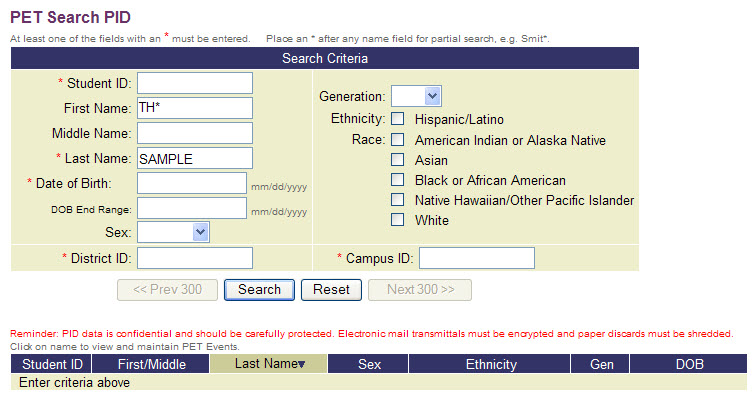 PET Search PID
At least one of the fields with an * must be entered. Place an * after any name field for partial search, e.g. Smit*.
Search Criteria
* Student ID:
First Name: TH*
Middle Name:
* Last Name: SAMPLE
* Date of Birth: mm/dd/yyyy
DOB End Range: mm/dd/yyyy
Sex:
Generation:
Ethnicity: Hispanic/Latino
Race: American Indian or Alaska Native
Asian
Black or African American
Native Hawaiian/Other Pacific Islander
White
* District ID: * Campus ID:
<< Prev 300 Search Reset Next 300 >>
Reminder: PID data is confidential and should be carefully protected. Electronic mail transmittals must be encrypted and paper discards must be shredded.
Click on name to view and maintain PET Events.
Student ID First/Middle Last Name▼ Sex Ethnicity Gen DOB
Enter criteria above